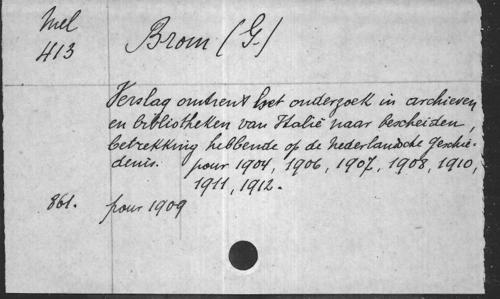 Mel
413
Brom (G.)
Verslag omtrent het onderzoek in archieven
en bibliotheken van Italië naar bescheiden,
betrekking hebbende op de nederlandsche geschie-
denis. pour 1904, 1906, 1907, 1908, 1910,
1911, 1912.
861. pour 1909